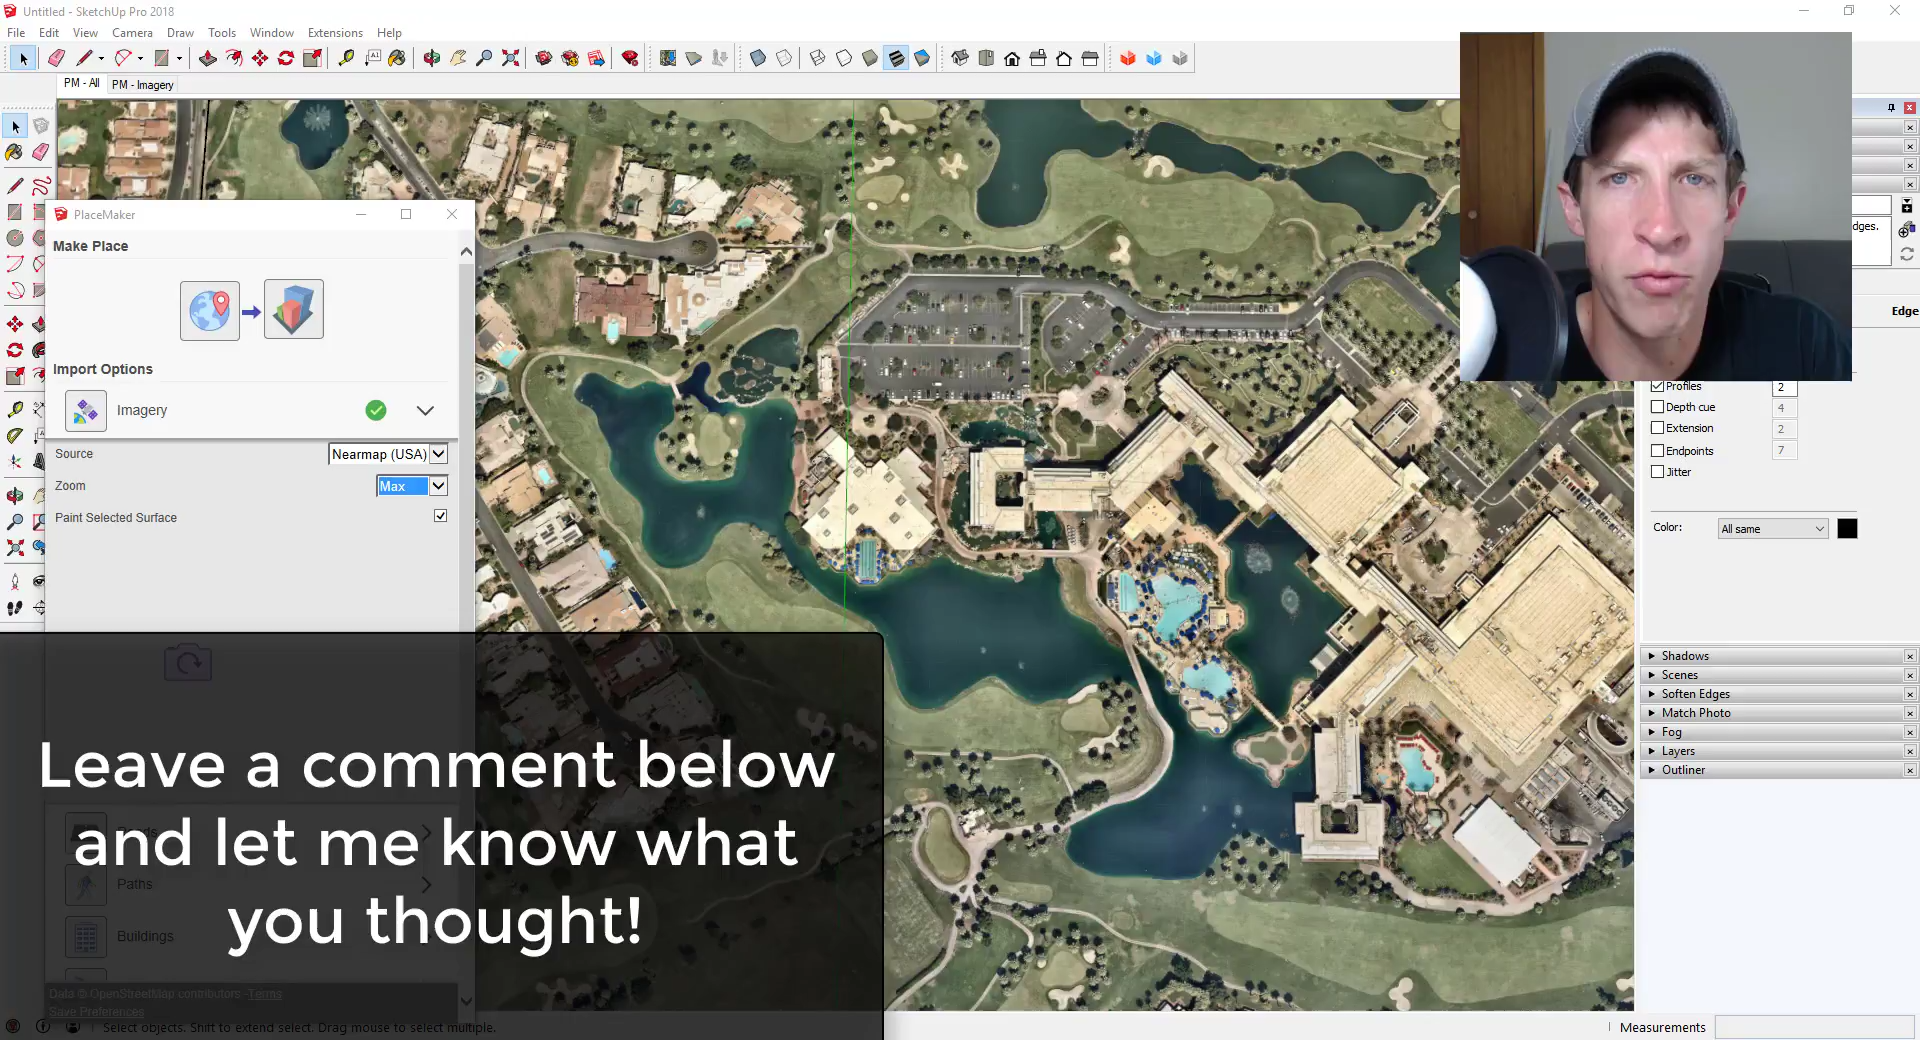 Untitled - SketchUp Pro 2018
File Edit View Camera Draw Tools Window Extensions Help
PM - All PM - Imagery
PlaceMaker
Make Place
Import Options
Imagery
Source Nearmap (USA)
Zoom Max
Paint Selected Surface
Leave a comment below
and let me know what
you thought!
Paths
Buildings
Data © OpenStreetMap contributors - Terms
Save Preferences
Select objects. Shift to extend select. Drag mouse to select multiple.
dges.
Edge
Profiles 2
Depth cue 4
Extension 2
Endpoints 7
Jitter
Color: All same
Shadows
Scenes
Soften Edges
Match Photo
Fog
Layers
Outliner
Measurements